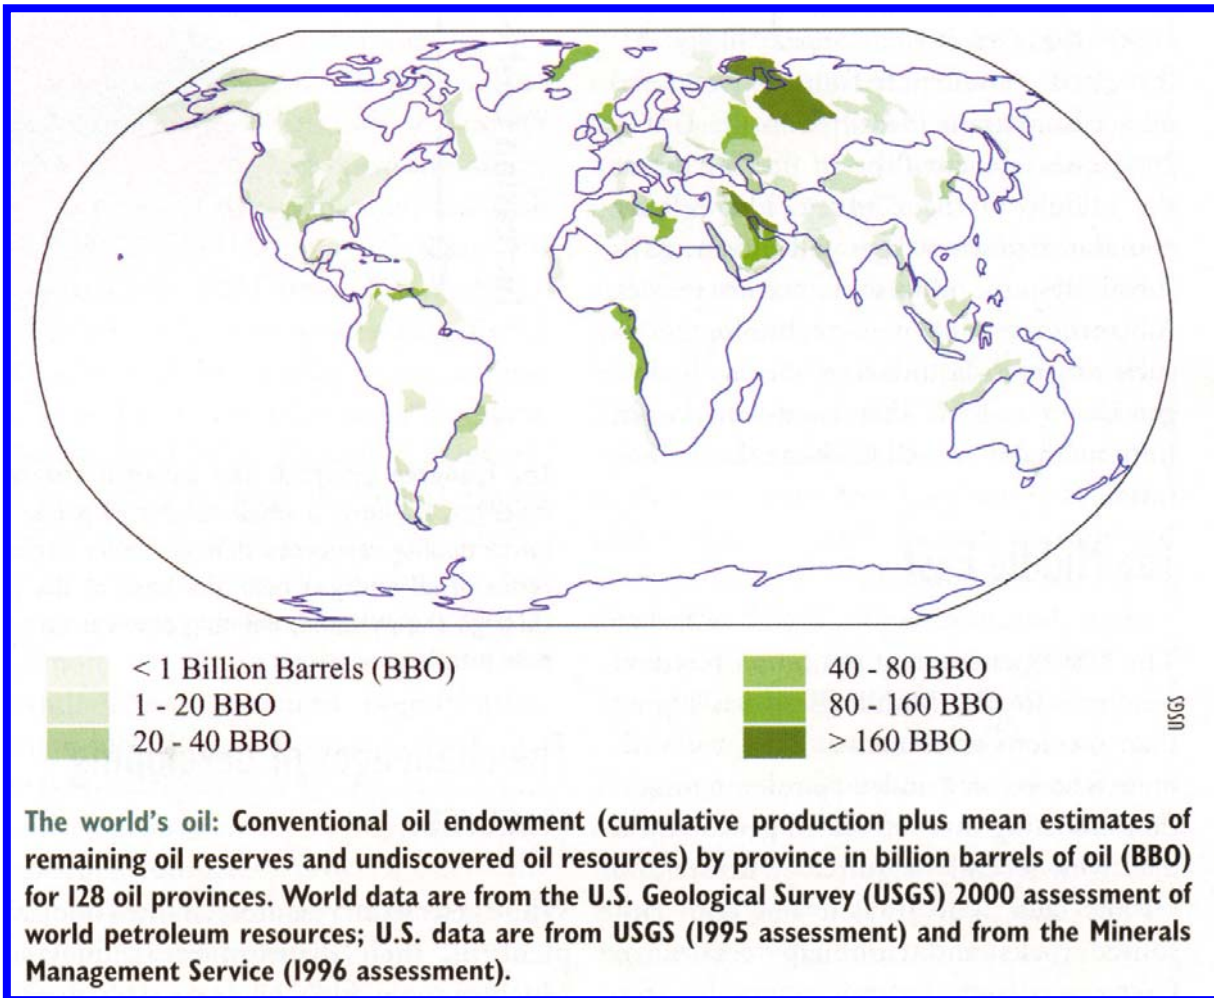 < 1 Billion Barrels (BBO)
1 - 20 BBO
20 - 40 BBO
40 - 80 BBO
80 - 160 BBO
> 160 BBO
USGS
The world's oil: Conventional oil endowment (cumulative production plus mean estimates of
remaining oil reserves and undiscovered oil resources) by province in billion barrels of oil (BBO)
for 128 oil provinces. World data are from the U.S. Geological Survey (USGS) 2000 assessment of
world petroleum resources; U.S. data are from USGS (1995 assessment) and from the Minerals
Management Service (1996 assessment).